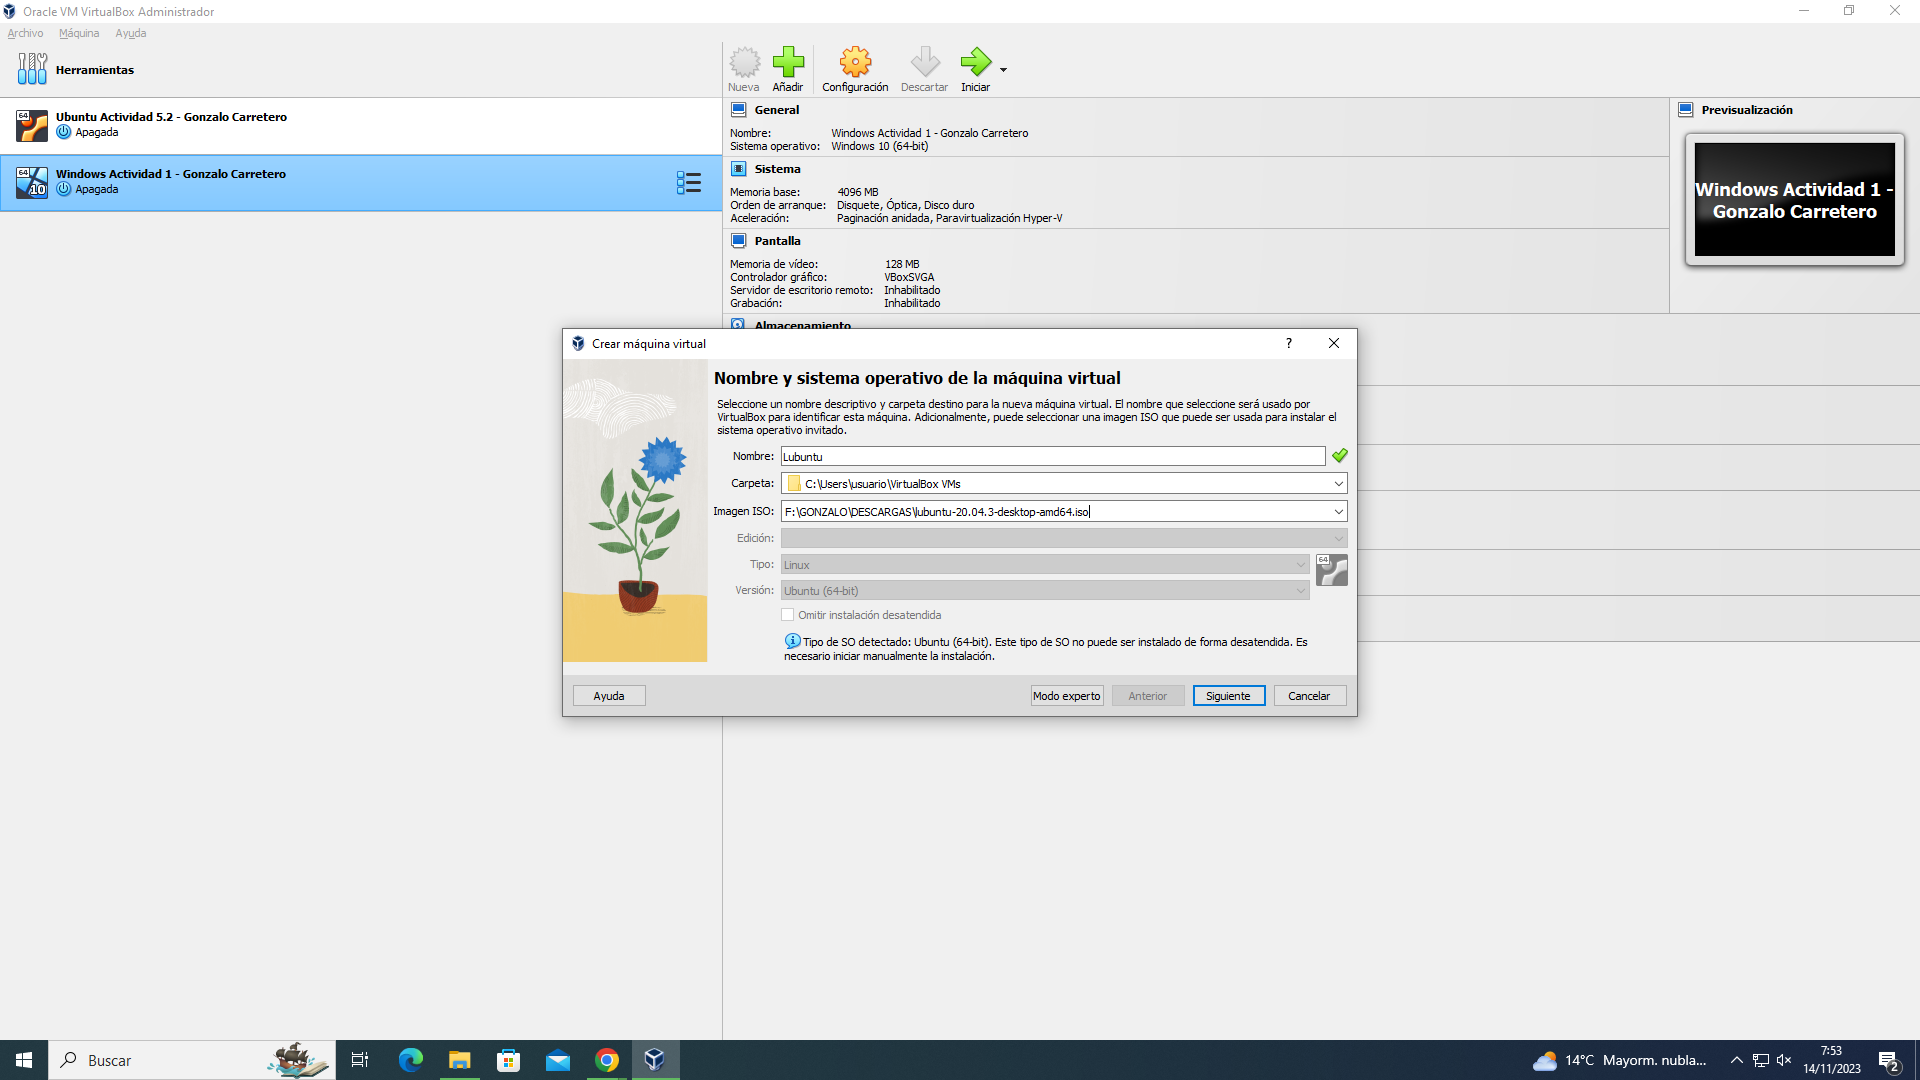 Oracle VM VirtualBox Administrador
Archivo Máquina Ayuda
Herramientas
Nueva Añadir Configuración Descartar Iniciar
64
Ubuntu Actividad 5.2 - Gonzalo Carretero
Apagada
64
10
Windows Actividad 1 - Gonzalo Carretero
Apagada
General
Nombre: Windows Actividad 1 - Gonzalo Carretero
Sistema operativo: Windows 10 (64-bit)
Sistema
Memoria base: 4096 MB
Orden de arranque: Disquete, Óptica, Disco duro
Aceleración: Paginación anidada, Paravirtualización Hyper-V
Pantalla
Memoria de vídeo: 128 MB
Controlador gráfico: VBoxSVGA
Servidor de escritorio remoto: Inhabilitado
Grabación: Inhabilitado
Almacenamiento
Previsualización
Windows Actividad 1 -
Gonzalo Carretero
Crear máquina virtual
?
Nombre y sistema operativo de la máquina virtual
Seleccione un nombre descriptivo y carpeta destino para la nueva máquina virtual. El nombre que seleccione será usado por
VirtualBox para identificar esta máquina. Adicionalmente, puede seleccionar una imagen ISO que puede ser usada para instalar el
sistema operativo invitado.
Nombre: Lubuntu
Carpeta: C:\Users\usuario\VirtualBox VMs
Imagen ISO: F:\GONZALO\DESCARGAS\lubuntu-20.04.3-desktop-amd64.iso
Edición:
Tipo: Linux
64
Versión: Ubuntu (64-bit)
Omitir instalación desatendida
Tipo de SO detectado: Ubuntu (64-bit). Este tipo de SO no puede ser instalado de forma desatendida. Es
necesario iniciar manualmente la instalación.
Ayuda Modo experto Anterior Siguiente Cancelar
Buscar
14°C Mayorm. nubla...
7:53
14/11/2023
2